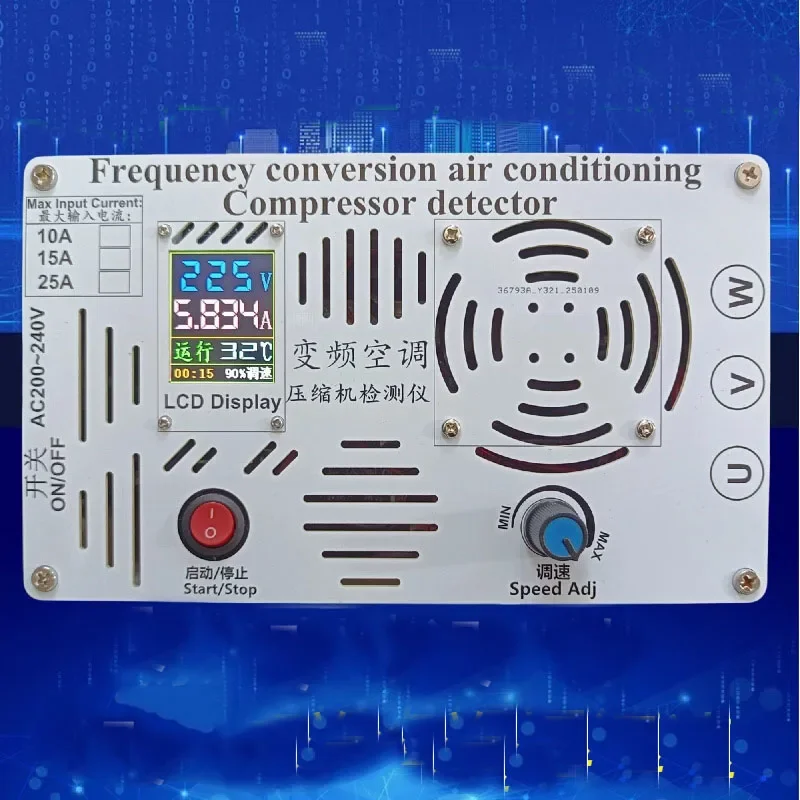 Frequency conversion air conditioning
Compressor detector
Max Input Current:
最大输入电流:
10A
15A
25A
225V
5.834A
运行 32℃
00:15 90%调速
LCD Display
变频空调
压缩机检测仪
36793A_Y321_250109
W
V
U
AC200~240V
开关
ON/OFF
I
O
启动/停止
Start/Stop
MIN
MAX
调速
Speed Adj